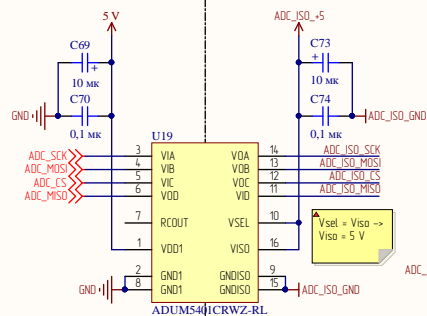 5 V
ADC_ISO_+5
C69
C73
+
+
10 мк
10 мк
C70
C74
GND
ADC_ISO_GND
0,1 мк
0,1 мк
U19
ADC_SCK
3
VIA
VOA
14
ADC_ISO_SCK
ADC_MOSI
4
VIB
VOB
13
ADC_ISO_MOSI
ADC_CS
5
VIC
VOC
12
ADC_ISO_CS
ADC_MISO
6
VOD
VID
11
ADC_ISO_MISO
7
RCOUT
VSEL
10
Vsel = Viso ->
Viso = 5 V
1
VDD1
VISO
16
ADC_
2
GND1
GNDISO
9
GND
8
GND1
GNDISO
15
ADC_ISO_GND
ADUM5401CRWZ-RL